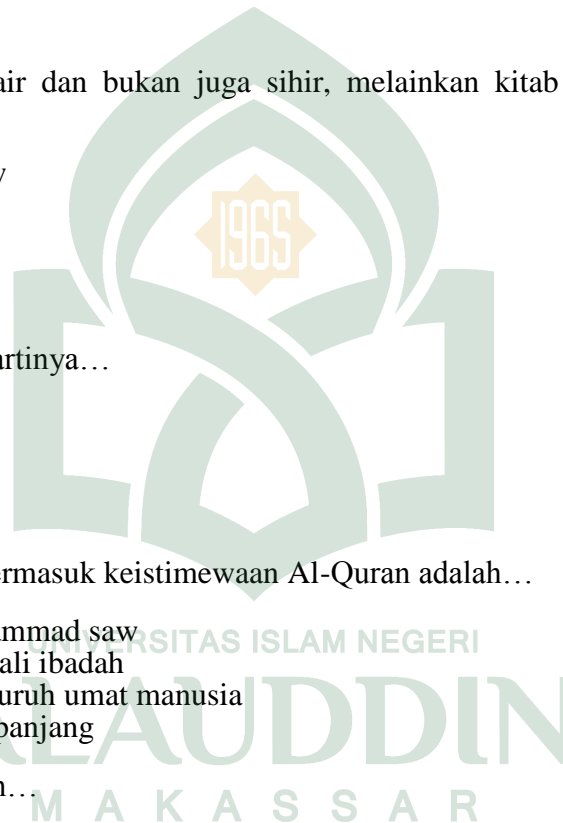 air dan bukan juga sihir, melainkan kitab
1965
artinya…
ermasuk keistimewaan Al-Quran adalah…
ammad saw
UNIVERSITAS ISLAM NEGERI
ali ibadah
uruh umat manusia
panjang
ALAUDDIN
n…
MAKASSAR